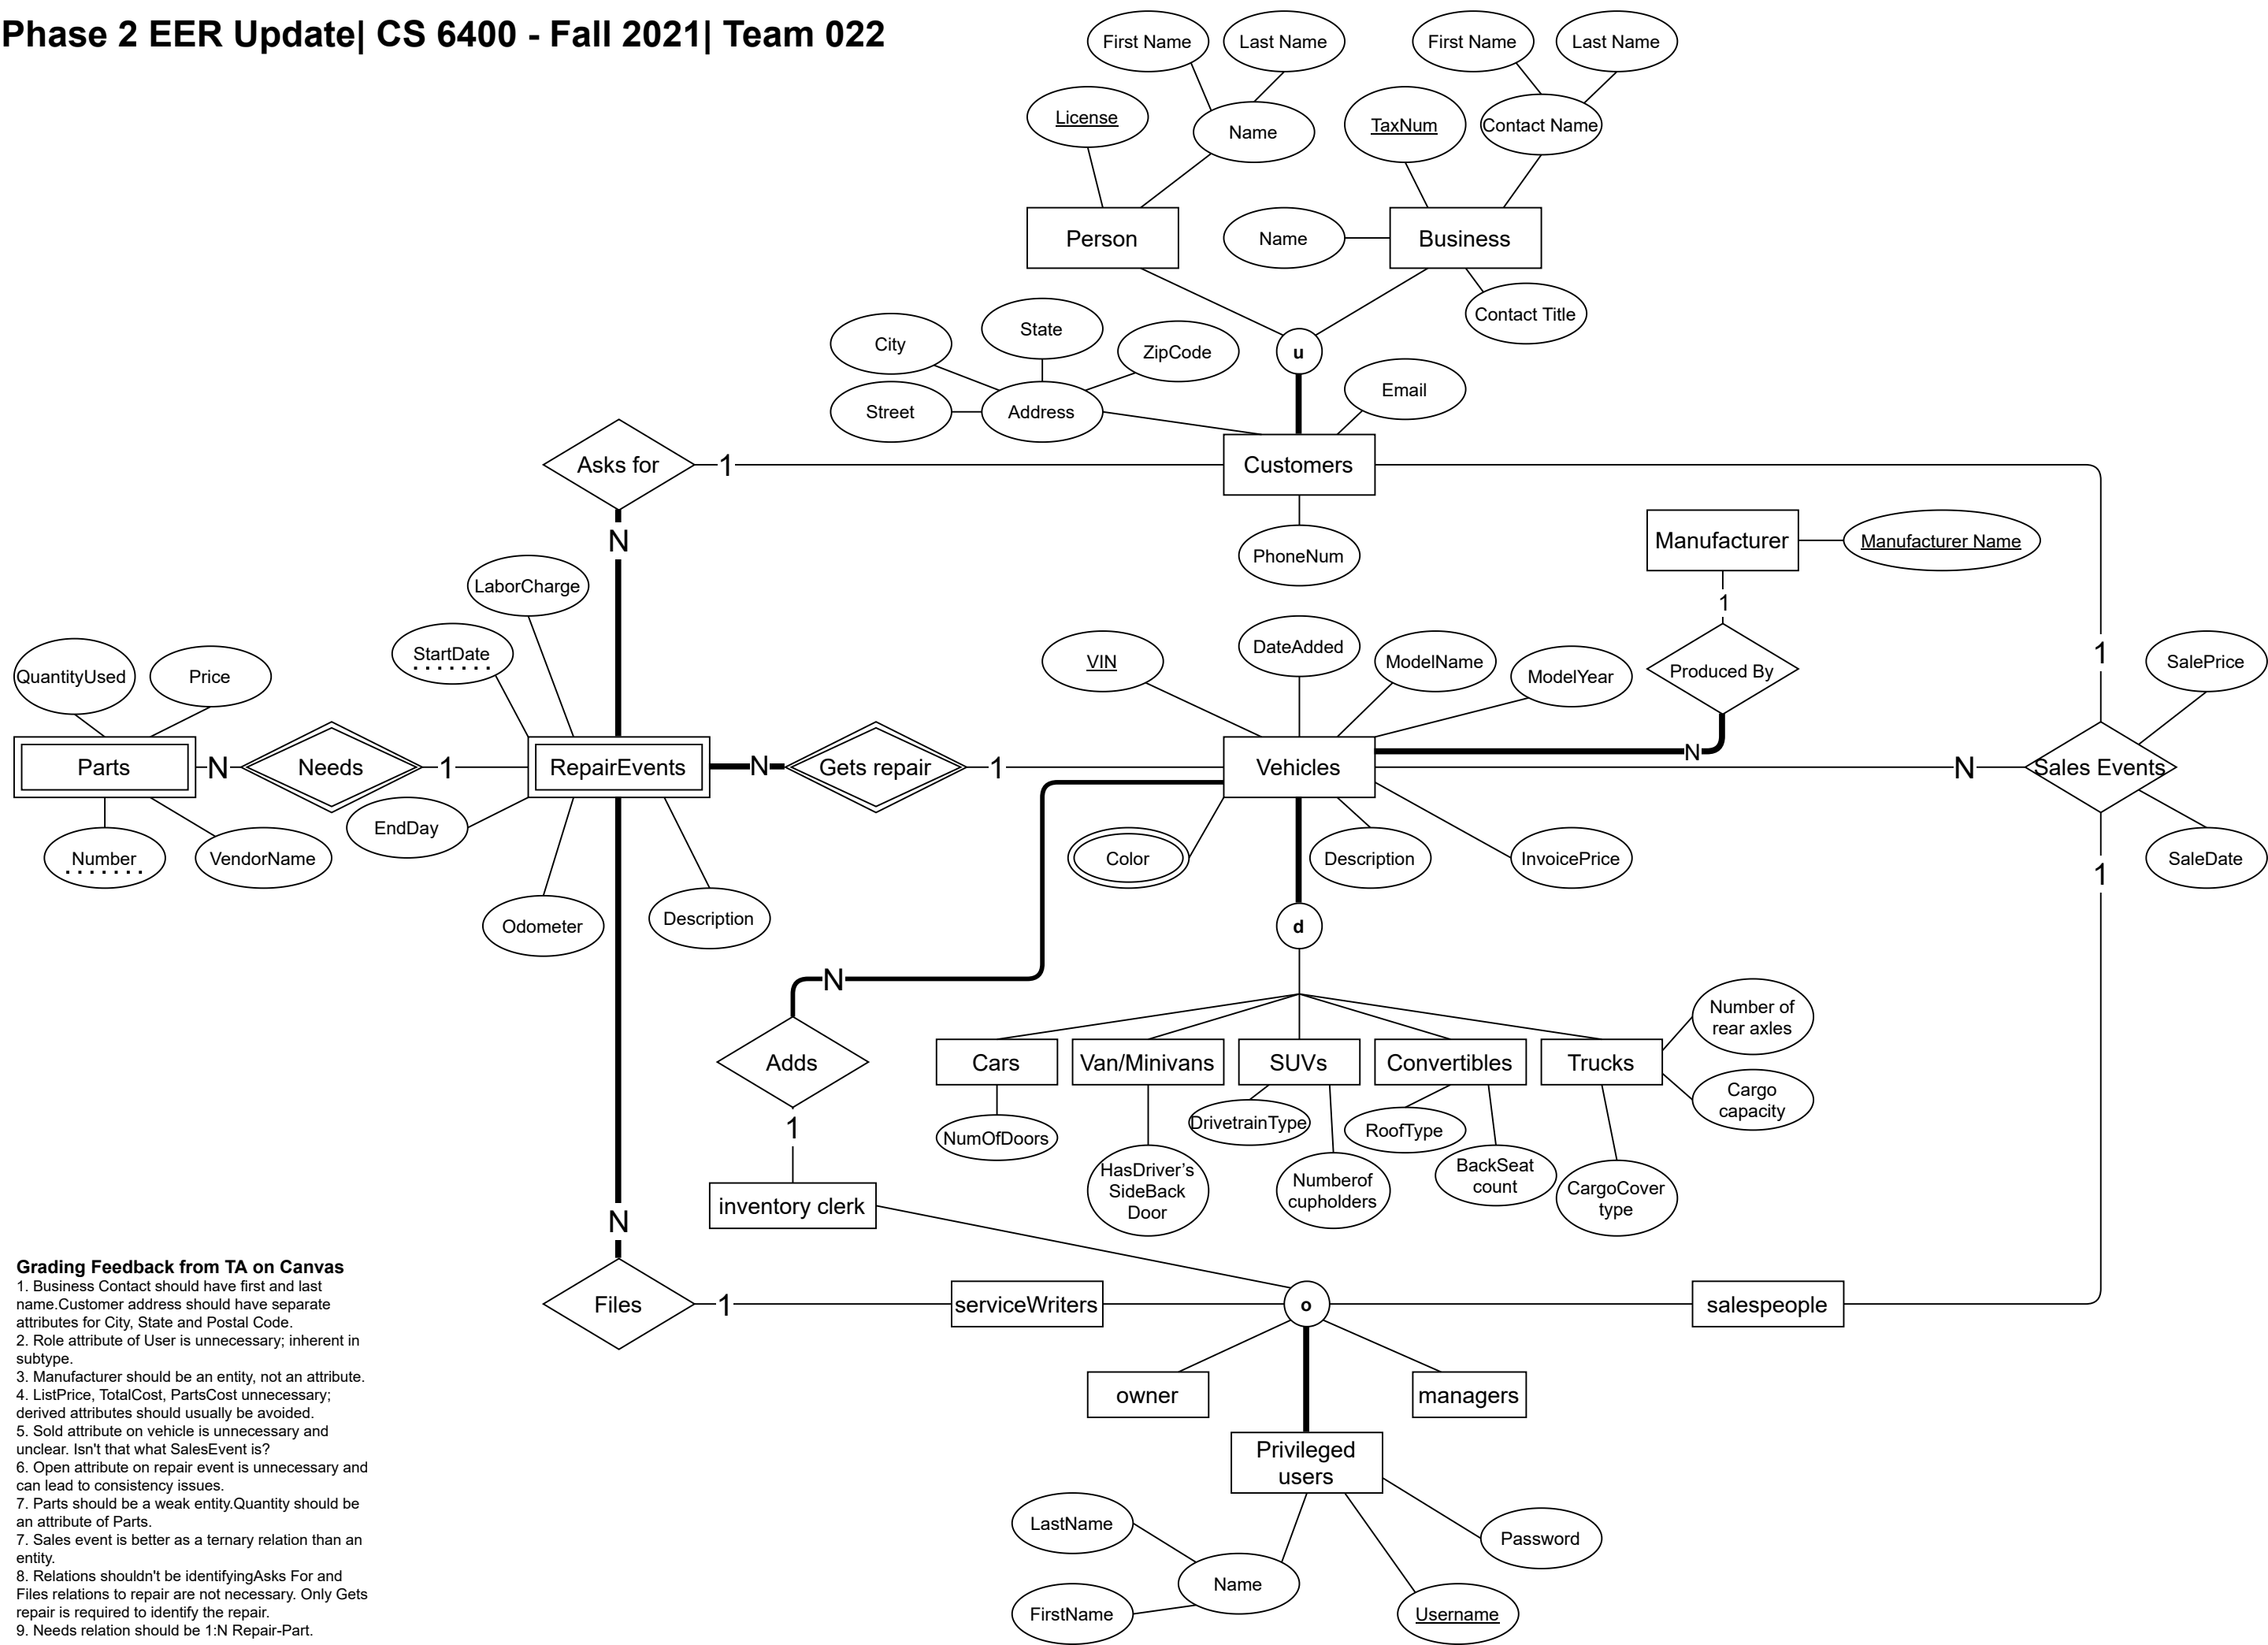 Phase 2 EER Update| CS 6400 - Fall 2021| Team 022
First Name
Last Name
First Name
Last Name
License
Name
TaxNum
Contact Name
Person
Name
Business
Contact Title
City
State
ZipCode
u
Street
Address
Email
Asks for
1
Customers
N
PhoneNum
Manufacturer
Manufacturer Name
1
LaborCharge
StartDate
QuantityUsed
Price
VIN
DateAdded
ModelName
ModelYear
Produced By
1
SalePrice
Parts
N
Needs
1
RepairEvents
N
Gets repair
1
Vehicles
N
N
Sales Events
EndDay
Number
VendorName
Color
Description
InvoicePrice
1
SaleDate
Odometer
Description
d
N
Number of
rear axles
Adds
Cars
Van/Minivans
SUVs
Convertibles
Trucks
Cargo
capacity
1
NumOfDoors
DrivetrainType
RoofType
HasDriver’s
SideBack
Door
Numberof
cupholders
BackSeat
count
CargoCover
type
inventory clerk
N
Files
1
serviceWriters
o
salespeople
owner
managers
Privileged
users
LastName
Password
Name
FirstName
Username
Grading Feedback from TA on Canvas
1. Business Contact should have first and last
name.Customer address should have separate
attributes for City, State and Postal Code.
2. Role attribute of User is unnecessary; inherent in
subtype.
3. Manufacturer should be an entity, not an attribute.
4. ListPrice, TotalCost, PartsCost unnecessary;
derived attributes should usually be avoided.
5. Sold attribute on vehicle is unnecessary and
unclear. Isn't that what SalesEvent is?
6. Open attribute on repair event is unnecessary and
can lead to consistency issues.
7. Parts should be a weak entity.Quantity should be
an attribute of Parts.
7. Sales event is better as a ternary relation than an
entity.
8. Relations shouldn't be identifyingAsks For and
Files relations to repair are not necessary. Only Gets
repair is required to identify the repair.
9. Needs relation should be 1:N Repair-Part.